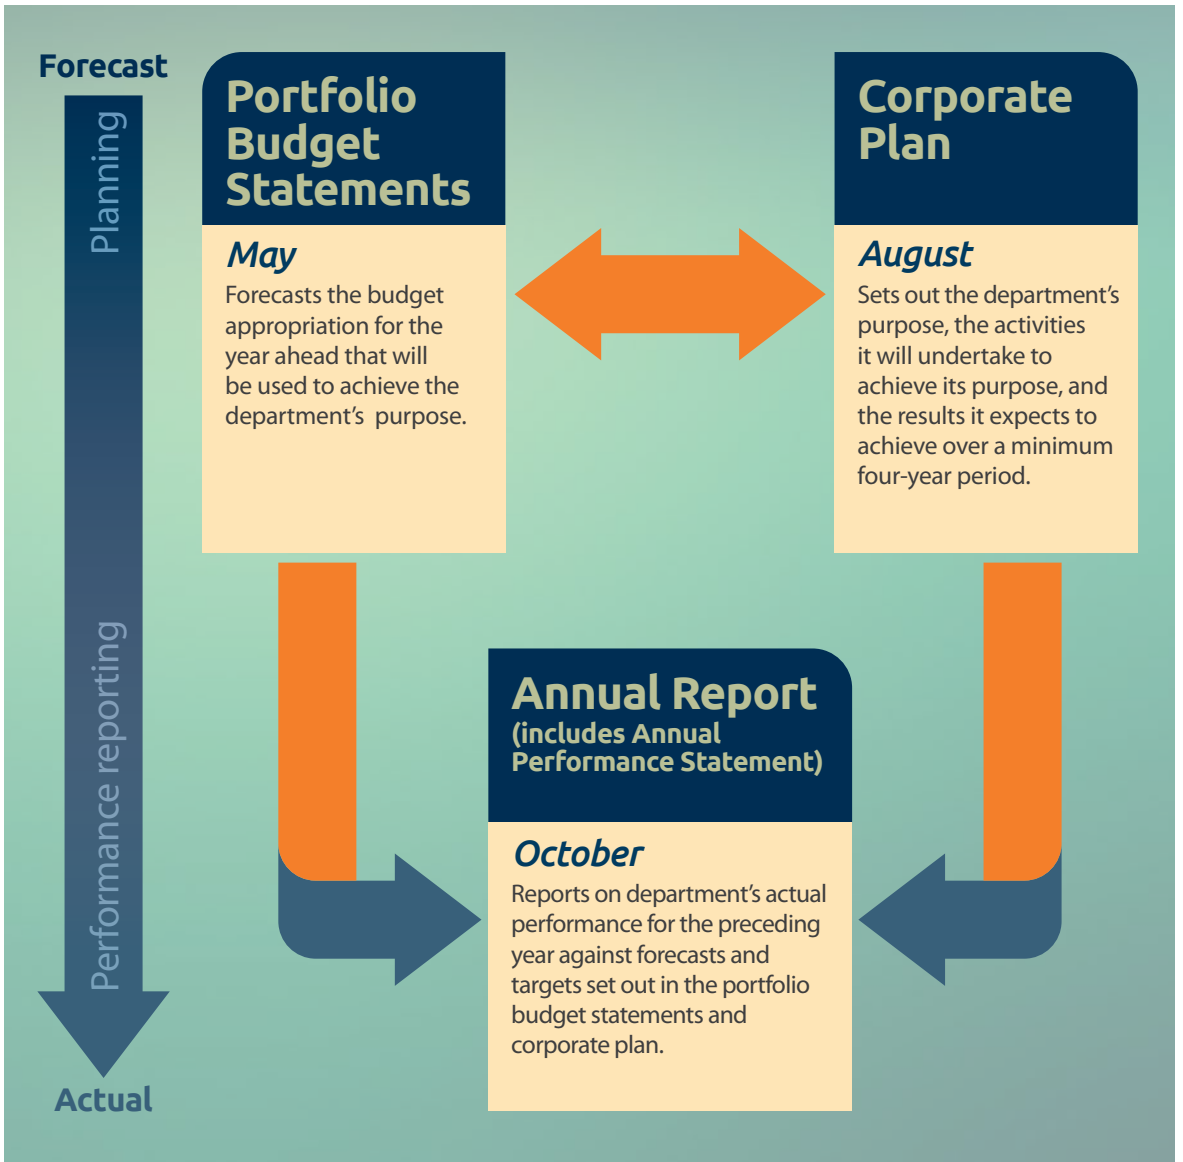 Forecast
Planning
Performance reporting
Actual
Portfolio
Budget
Statements
May
Forecasts the budget
appropriation for the
year ahead that will
be used to achieve the
department’s purpose.
Corporate
Plan
August
Sets out the department’s
purpose, the activities
it will undertake to
achieve its purpose, and
the results it expects to
achieve over a minimum
four-year period.
Annual Report
(includes Annual
Performance Statement)
October
Reports on department’s actual
performance for the preceding
year against forecasts and
targets set out in the portfolio
budget statements and
corporate plan.